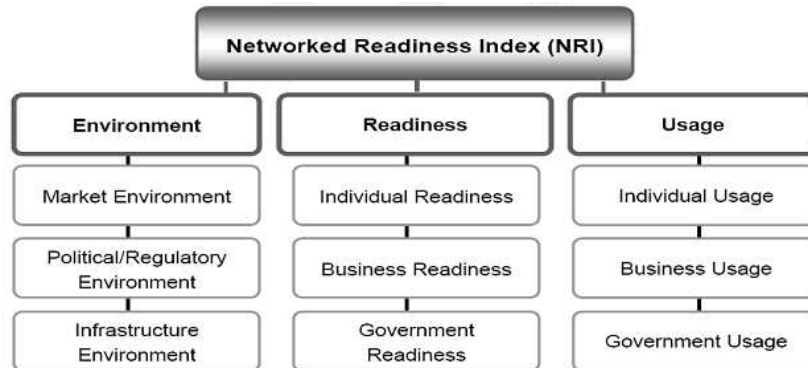 Networked Readiness Index (NRI)
Environment
Readiness
Usage
Market Environment
Individual Readiness
Individual Usage
Political/Regulatory
Environment
Business Readiness
Business Usage
Infrastructure
Environment
Government
Readiness
Government Usage